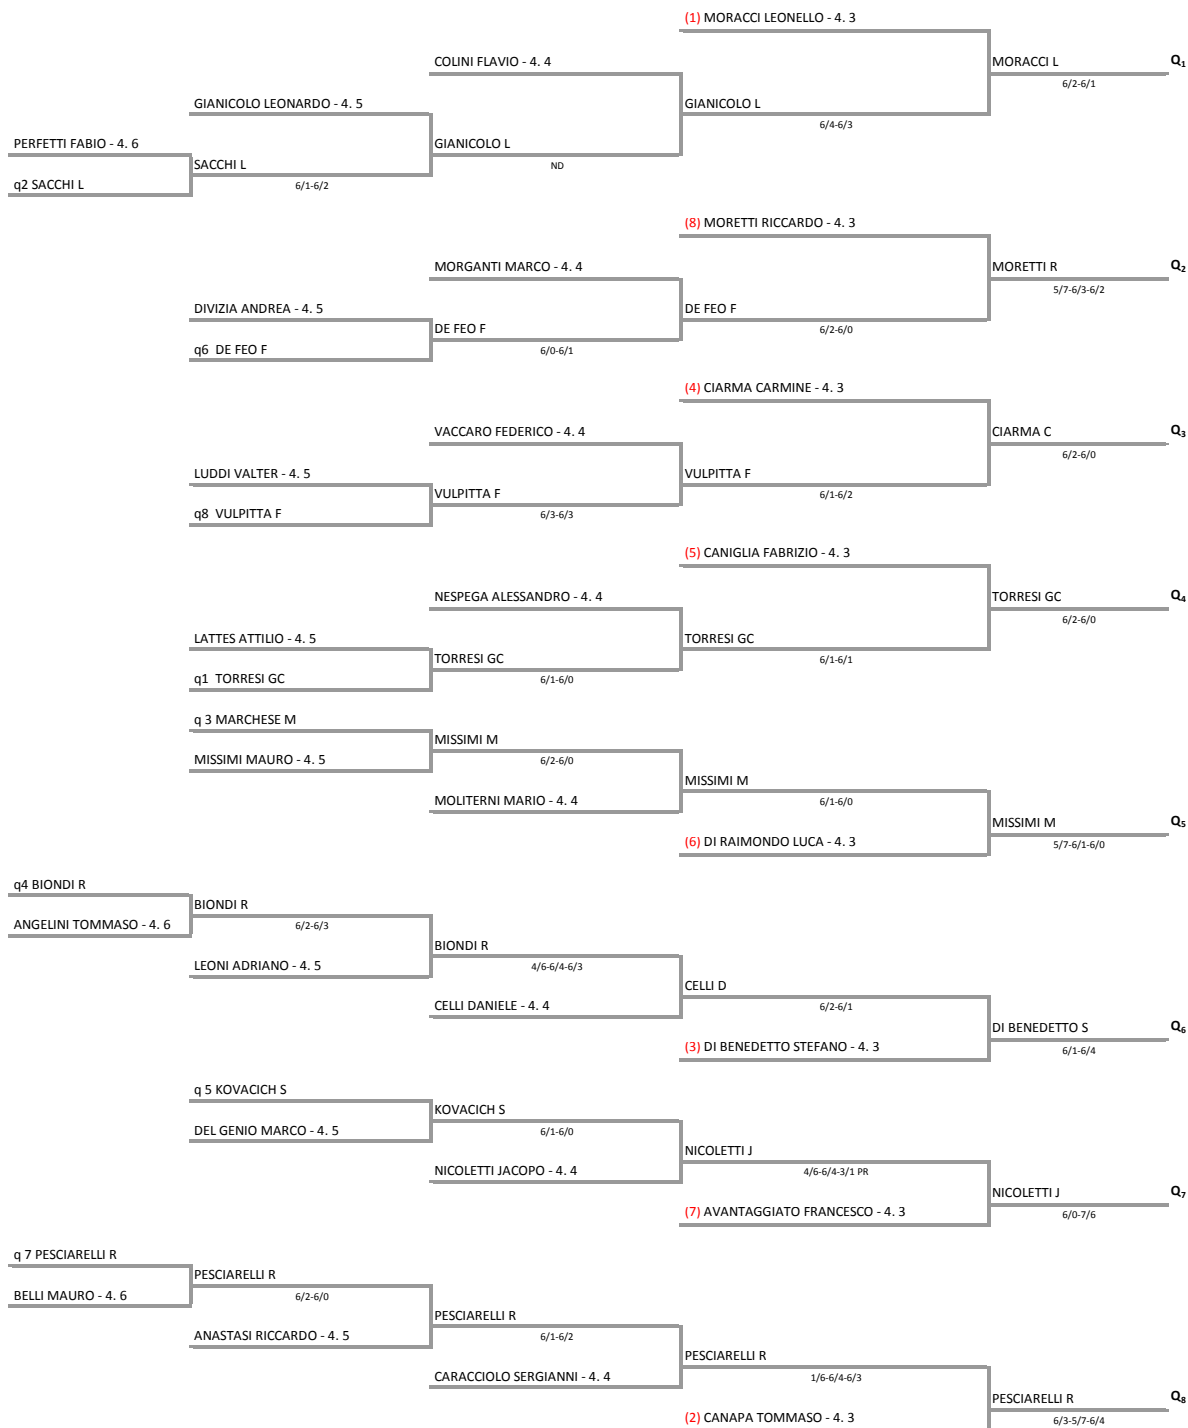 (1) MORACCI LEONELLO - 4. 3
COLINI FLAVIO - 4. 4
MORACCI L
Q1
6/2-6/1
GIANICOLO LEONARDO - 4. 5
GIANICOLO L
6/4-6/3
PERFETTI FABIO - 4. 6
GIANICOLO L
ND
SACCHI L
6/1-6/2
q2 SACCHI L
(8) MORETTI RICCARDO - 4. 3
MORGANTI MARCO - 4. 4
MORETTI R
Q2
5/7-6/3-6/2
DIVIZIA ANDREA - 4. 5
DE FEO F
6/2-6/0
DE FEO F
6/0-6/1
q6 DE FEO F
(4) CIARMA CARMINE - 4. 3
VACCARO FEDERICO - 4. 4
CIARMA C
Q3
6/2-6/0
LUDDI VALTER - 4. 5
VULPITTA F
6/1-6/2
VULPITTA F
6/3-6/3
q8 VULPITTA F
(5) CANIGLIA FABRIZIO - 4. 3
NESPEGA ALESSANDRO - 4. 4
TORRESI GC
Q4
6/2-6/0
LATTES ATTILIO - 4. 5
TORRESI GC
6/1-6/1
TORRESI GC
6/1-6/0
q1 TORRESI GC
q 3 MARCHESE M
MISSIMI M
6/2-6/0
MISSIMI MAURO - 4. 5
MISSIMI M
6/1-6/0
MOLITERNI MARIO - 4. 4
MISSIMI M
Q5
5/7-6/1-6/0
(6) DI RAIMONDO LUCA - 4. 3
q4 BIONDI R
BIONDI R
6/2-6/3
ANGELINI TOMMASO - 4. 6
BIONDI R
4/6-6/4-6/3
LEONI ADRIANO - 4. 5
CELLI D
6/2-6/1
CELLI DANIELE - 4. 4
DI BENEDETTO S
Q6
6/1-6/4
(3) DI BENEDETTO STEFANO - 4. 3
q 5 KOVACICH S
KOVACICH S
6/1-6/0
DEL GENIO MARCO - 4. 5
NICOLETTI J
4/6-6/4-3/1 PR
NICOLETTI JACOPO - 4. 4
NICOLETTI J
Q7
6/0-7/6
(7) AVANTAGGIATO FRANCESCO - 4. 3
q 7 PESCIARELLI R
PESCIARELLI R
6/2-6/0
BELLI MAURO - 4. 6
PESCIARELLI R
6/1-6/2
ANASTASI RICCARDO - 4. 5
PESCIARELLI R
1/6-6/4-6/3
CARACCIOLO SERGIANNI - 4. 4
PESCIARELLI R
Q8
6/3-5/7-6/4
(2) CANAPA TOMMASO - 4. 3